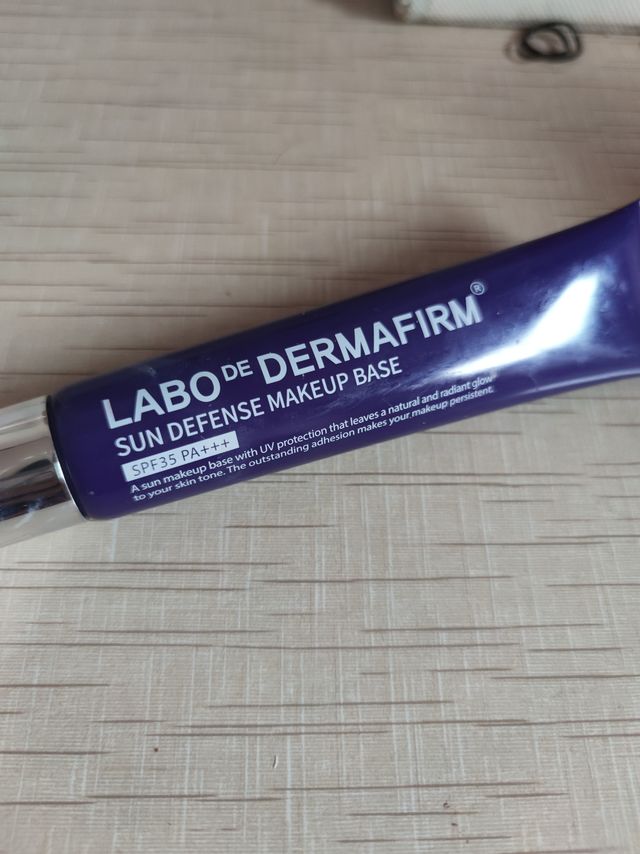 LABO DE DERMAFIRM®
SUN DEFENSE MAKEUP BASE
SPF35 PA+++
A sun makeup base with UV protection that leaves a natural and radiant glow
to your skin tone. The outstanding adhesion makes your makeup persistent.